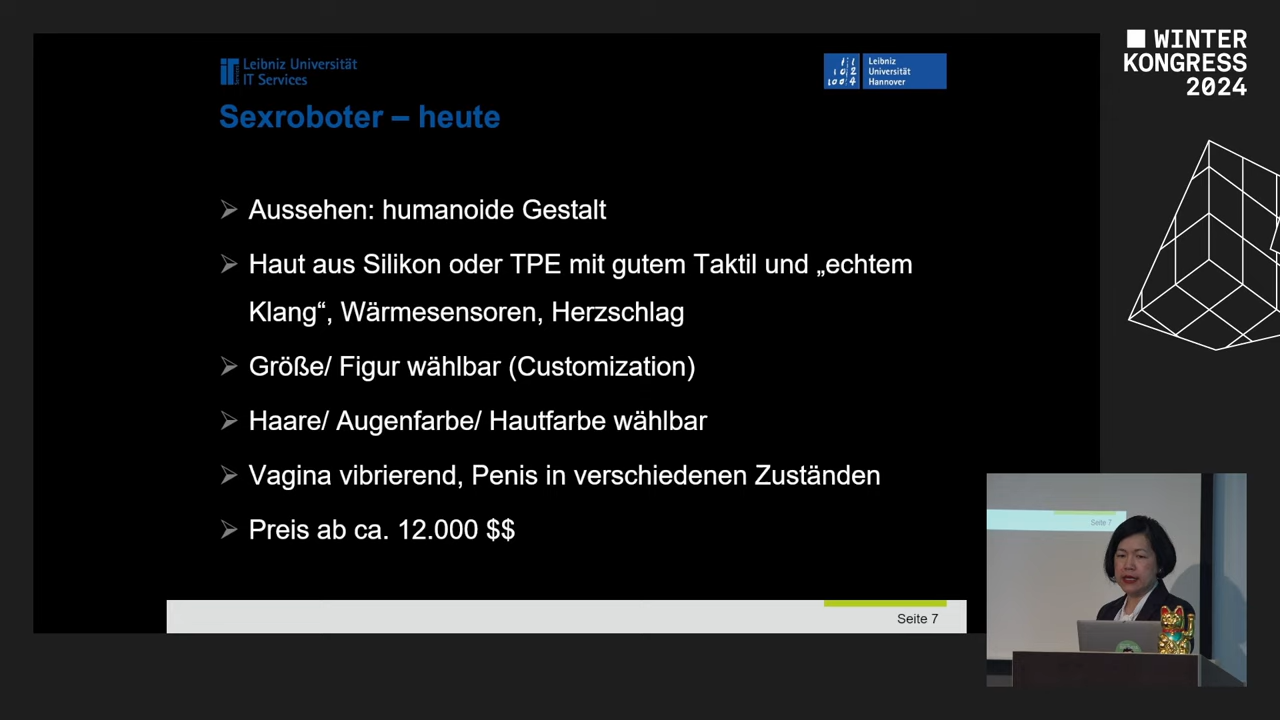 WINTER
KONGRESS
2024
Leibniz Universität
IT Services
Leibniz
Universität
Hannover
Sexroboter – heute
Aussehen: humanoide Gestalt
Haut aus Silikon oder TPE mit gutem Taktil und „echtem
Klang“, Wärmesensoren, Herzschlag
Größe/ Figur wählbar (Customization)
Haare/ Augenfarbe/ Hautfarbe wählbar
Vagina vibrierend, Penis in verschiedenen Zuständen
Preis ab ca. 12.000 $$
Seite 7
Seite 7